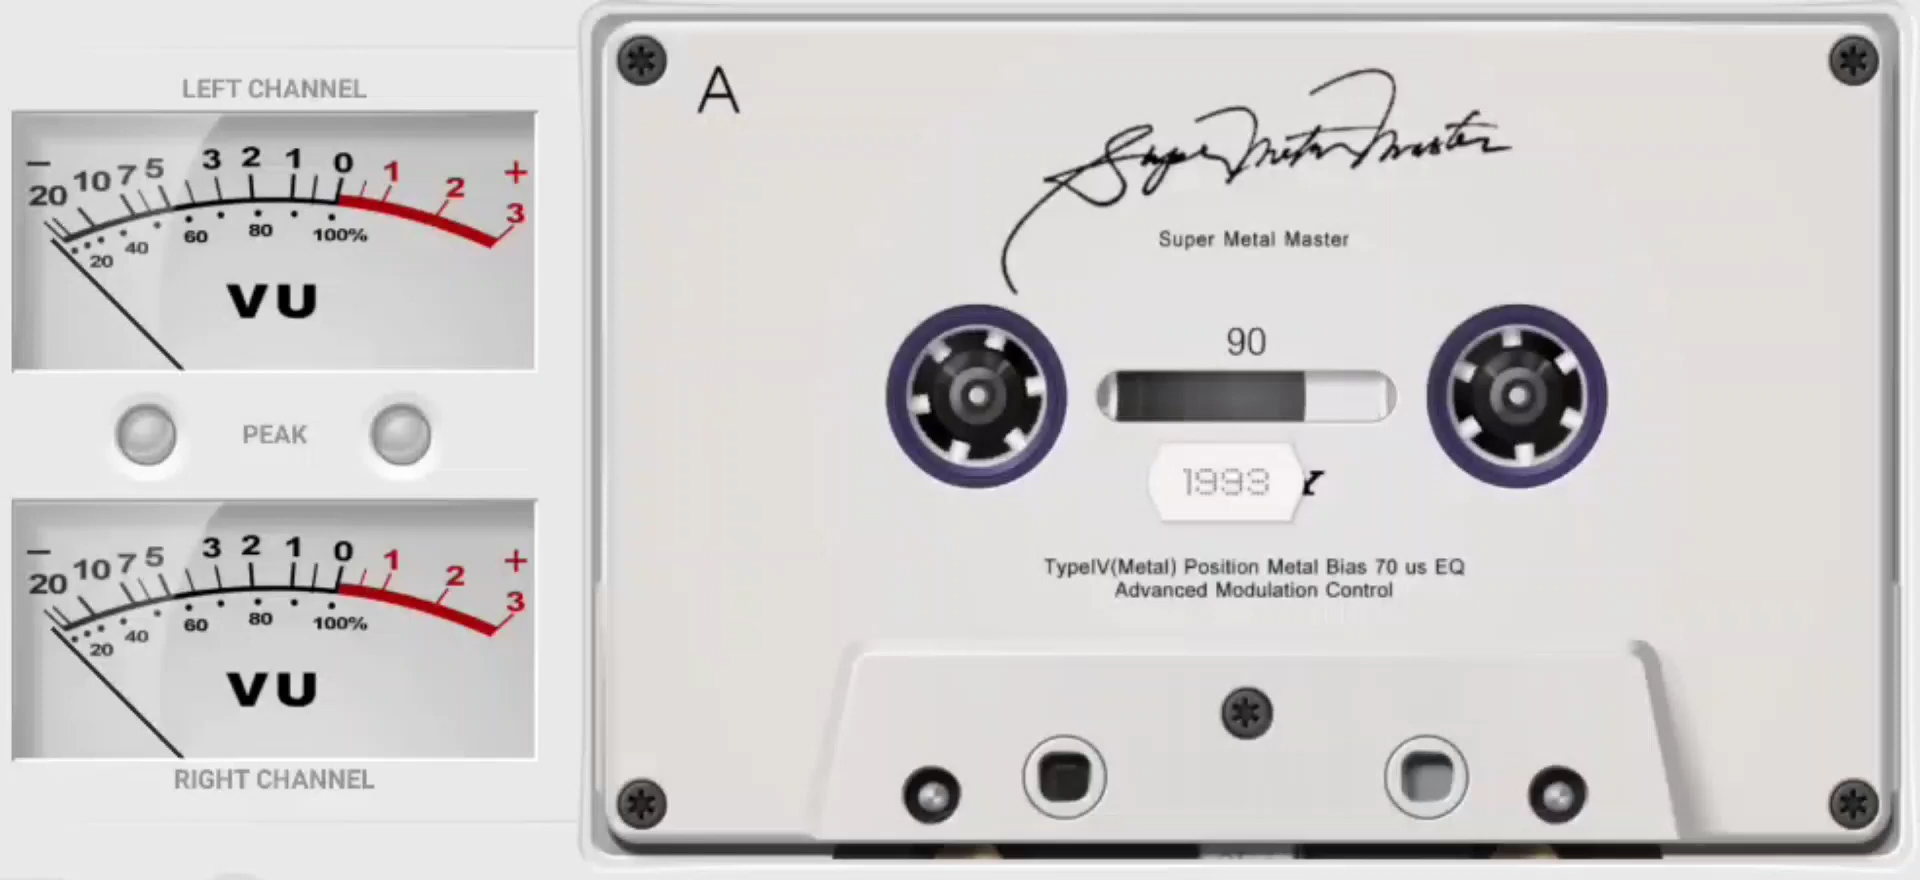 LEFT CHANNEL
− 20 10 7 5 3 2 1 0 1 2 3 +
20 40 60 80 100%
VU
PEAK
− 20 10 7 5 3 2 1 0 1 2 3 +
20 40 60 80 100%
VU
RIGHT CHANNEL
A
Super Metal Master
Super Metal Master
90
1993
TypeIV(Metal) Position Metal Bias 70 us EQ
Advanced Modulation Control